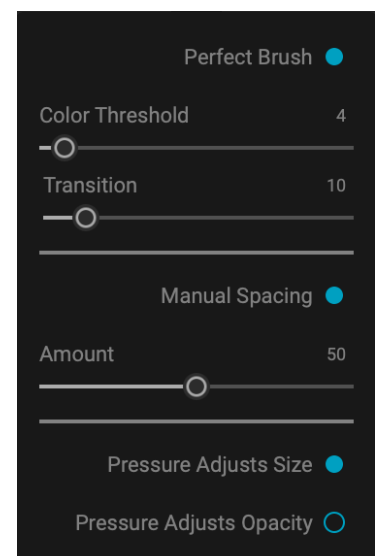 Perfect Brush
Color Threshold 4
Transition 10
Manual Spacing
Amount 50
Pressure Adjusts Size
Pressure Adjusts Opacity